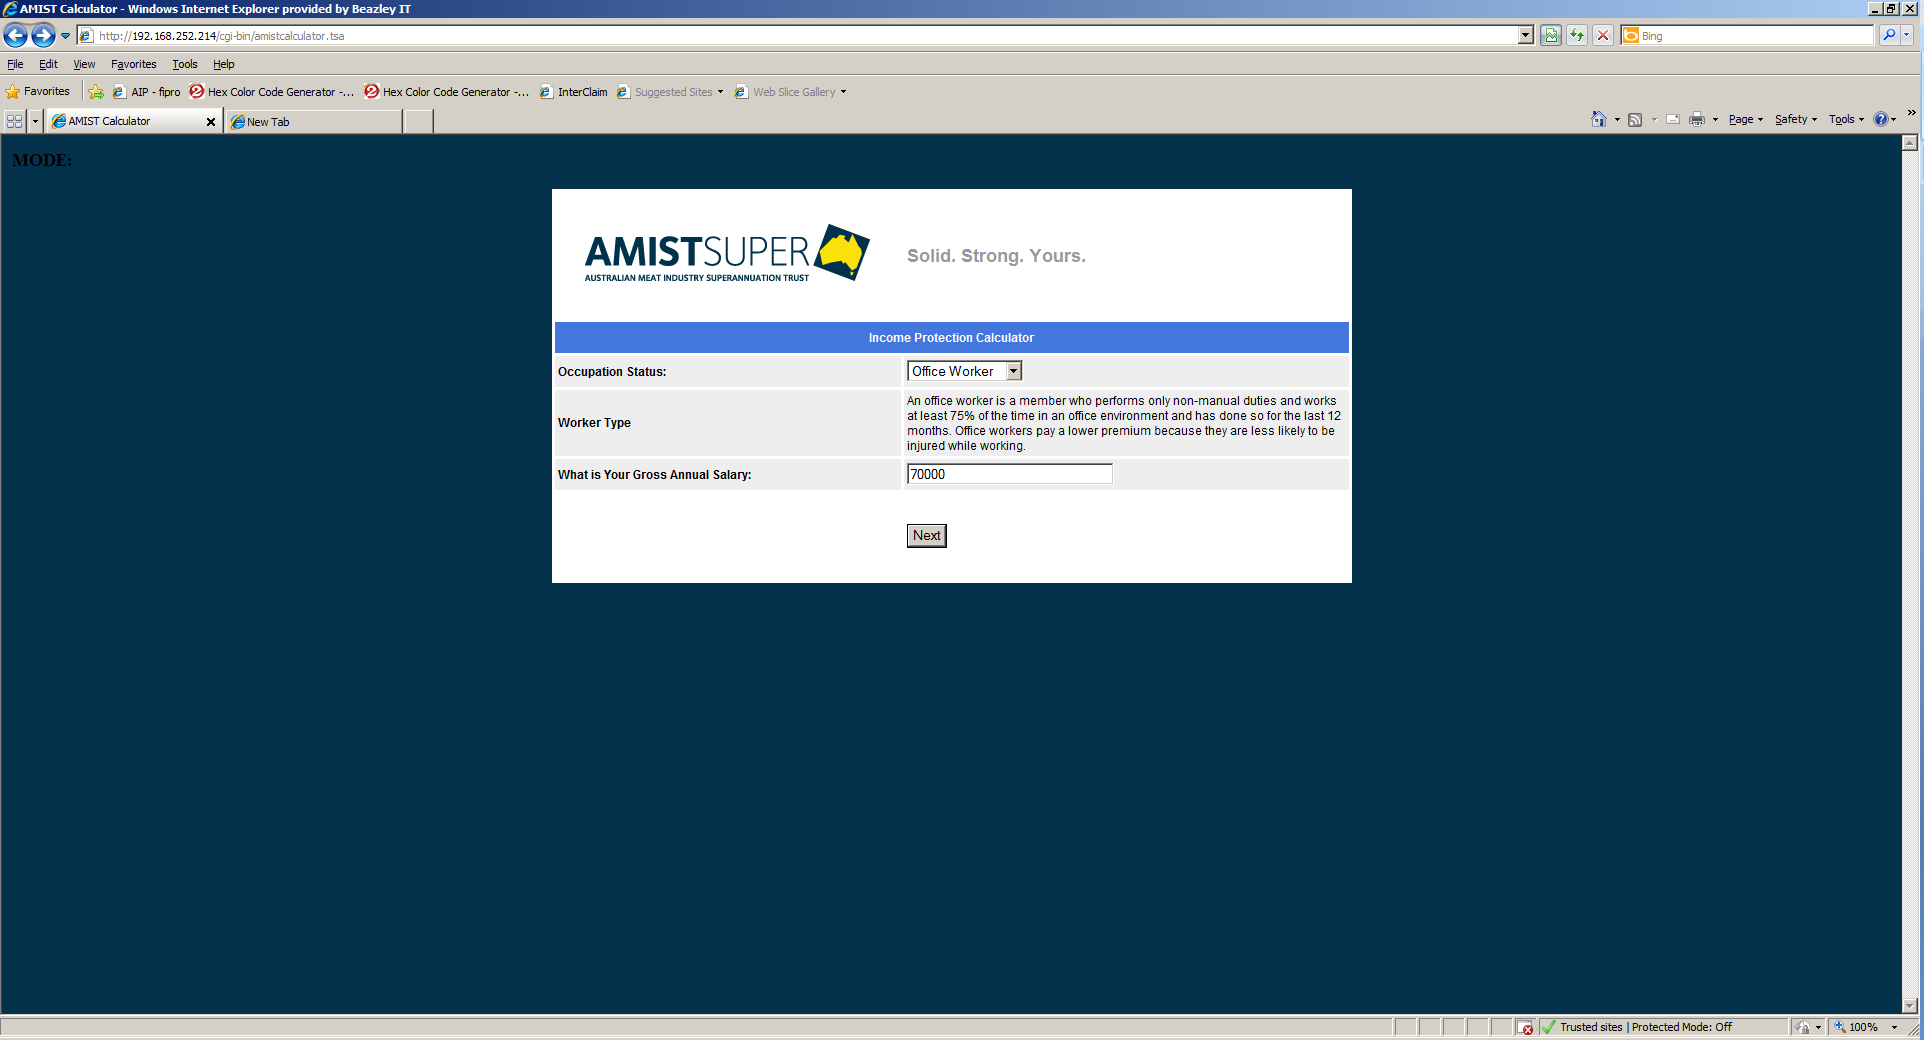 AMIST Calculator - Windows Internet Explorer provided by Beazley IT
http://192.168.252.214/cgi-bin/amistcalculator.tsa
Bing
File Edit View Favorites Tools Help
Favorites AIP - fipro Hex Color Code Generator -... Hex Color Code Generator -... InterClaim Suggested Sites Web Slice Gallery
AMIST Calculator New Tab Page Safety Tools
MODE:
AMISTSUPER
AUSTRALIAN MEAT INDUSTRY SUPERANNUATION TRUST
Solid. Strong. Yours.
Income Protection Calculator
Occupation Status: Office Worker
Worker Type
An office worker is a member who performs only non-manual duties and works
at least 75% of the time in an office environment and has done so for the last 12
months. Office workers pay a lower premium because they are less likely to be
injured while working.
What is Your Gross Annual Salary: 70000
Next
Trusted sites | Protected Mode: Off 100%